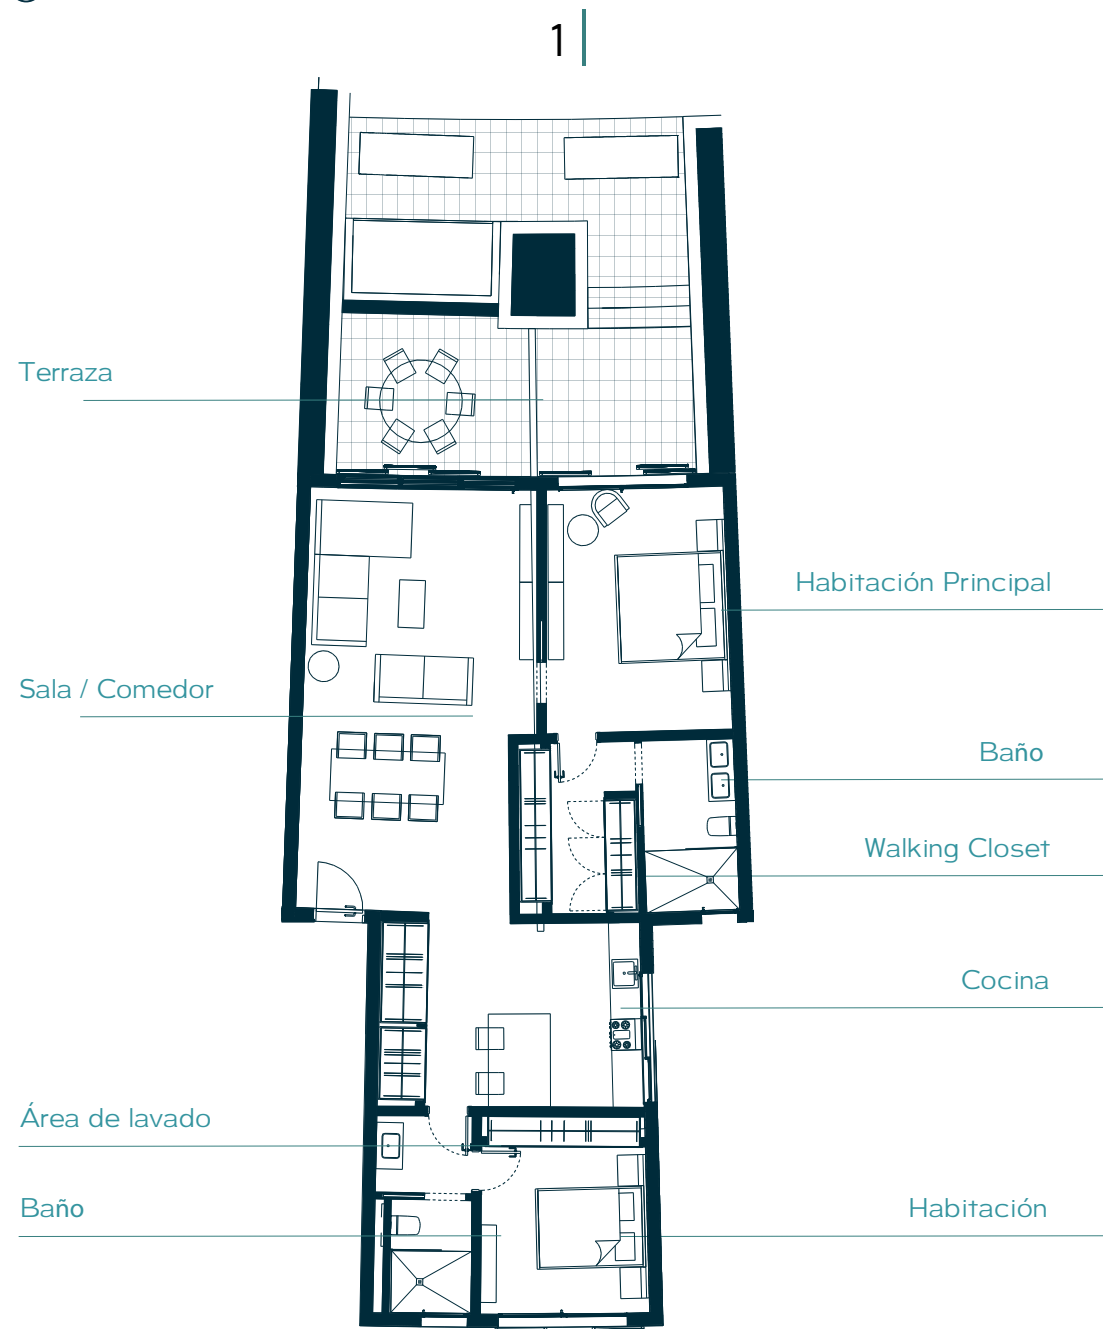 1
Terraza
Habitación Principal
Sala / Comedor
Baño
Walking Closet
Cocina
Área de lavado
Baño
Habitación